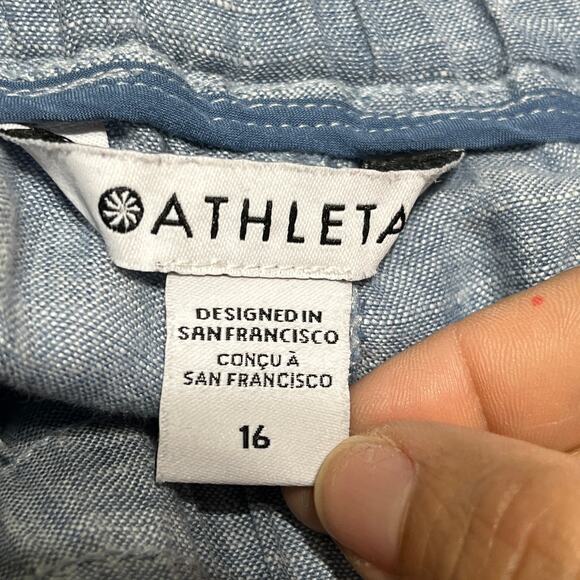 ATHLETA
DESIGNED IN
SAN FRANCISCO
CONÇU À
SAN FRANCISCO
16